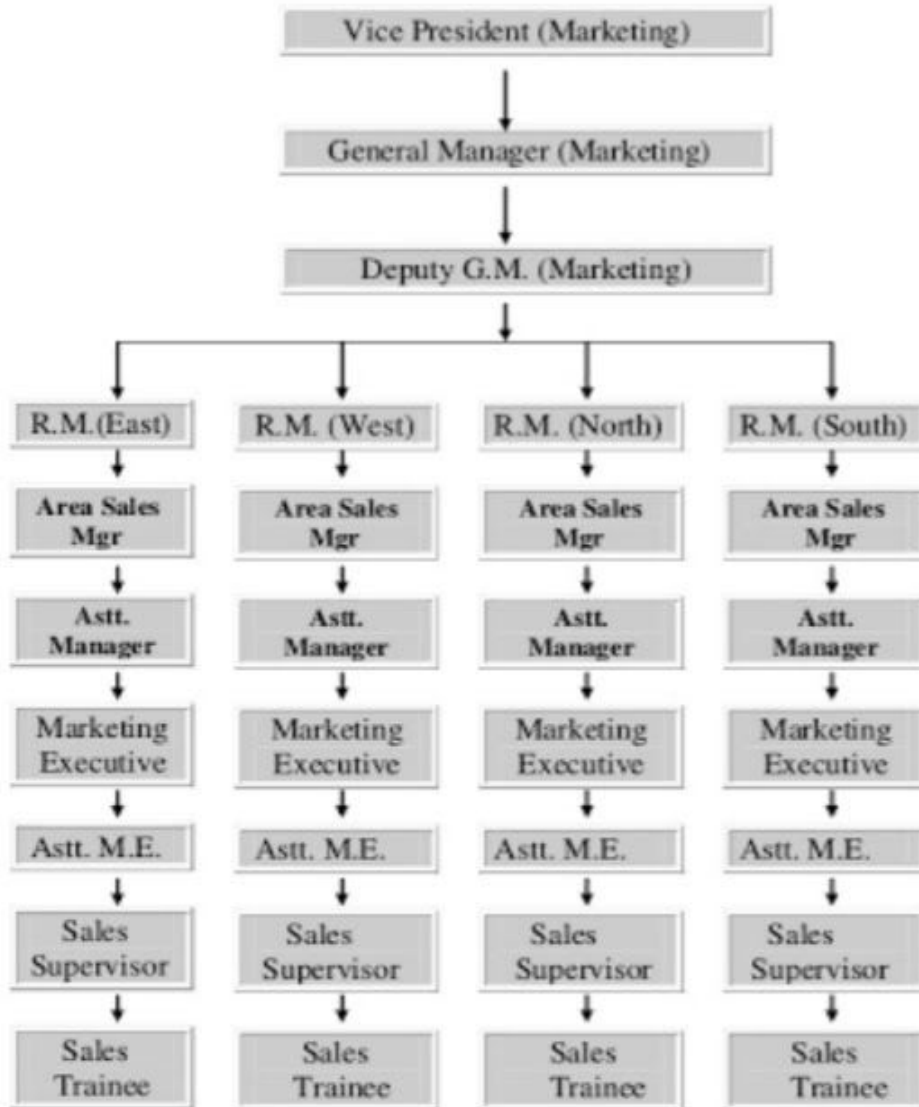 Vice President (Marketing)
General Manager (Marketing)
Deputy G.M. (Marketing)
R.M.(East)
R.M. (West)
R.M. (North)
R.M. (South)
Area Sales
Mgr
Area Sales
Mgr
Area Sales
Mgr
Area Sales
Mgr
Astt.
Manager
Astt.
Manager
Astt.
Manager
Astt.
Manager
Marketing
Executive
Marketing
Executive
Marketing
Executive
Marketing
Executive
Astt. M.E.
Astt. M.E.
Astt. M.E.
Astt. M.E.
Sales
Supervisor
Sales
Supervisor
Sales
Supervisor
Sales
Supervisor
Sales
Trainee
Sales
Trainee
Sales
Trainee
Sales
Trainee